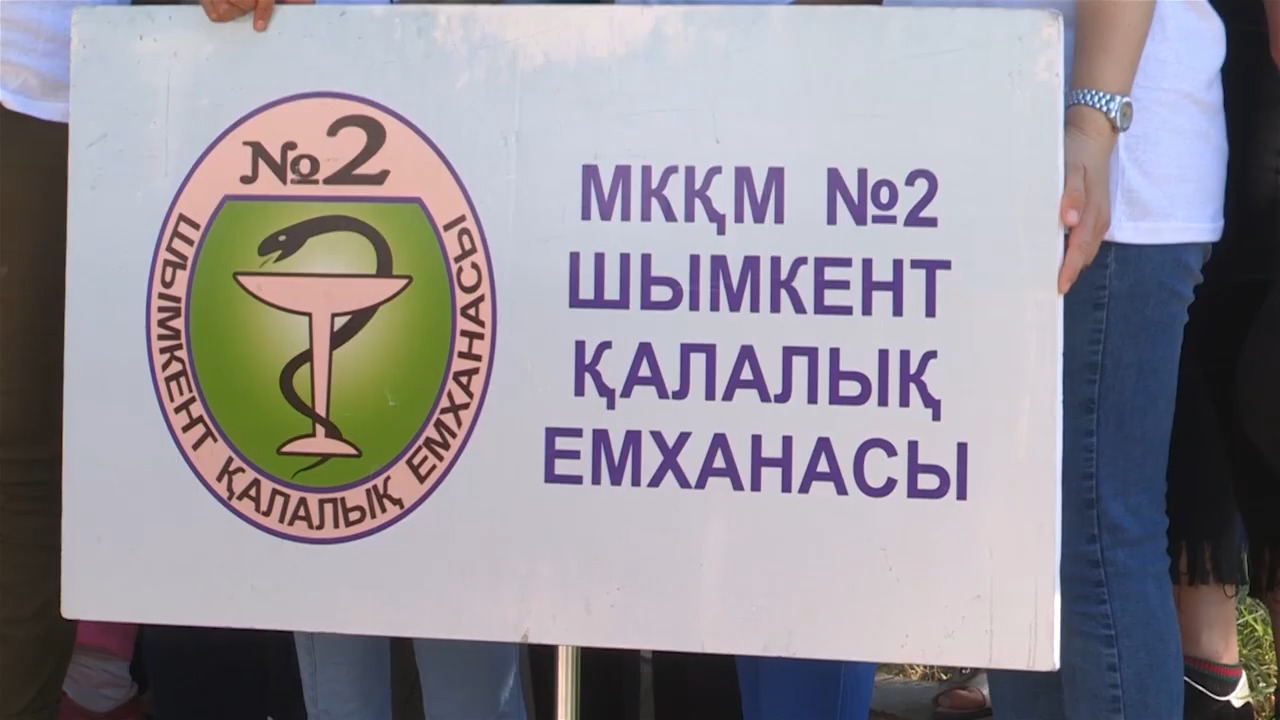 №2
ШЫМКЕНТ ҚАЛАЛЫҚ ЕМХАНАСЫ
МКҚМ №2
ШЫМКЕНТ
ҚАЛАЛЫҚ
ЕМХАНАСЫ